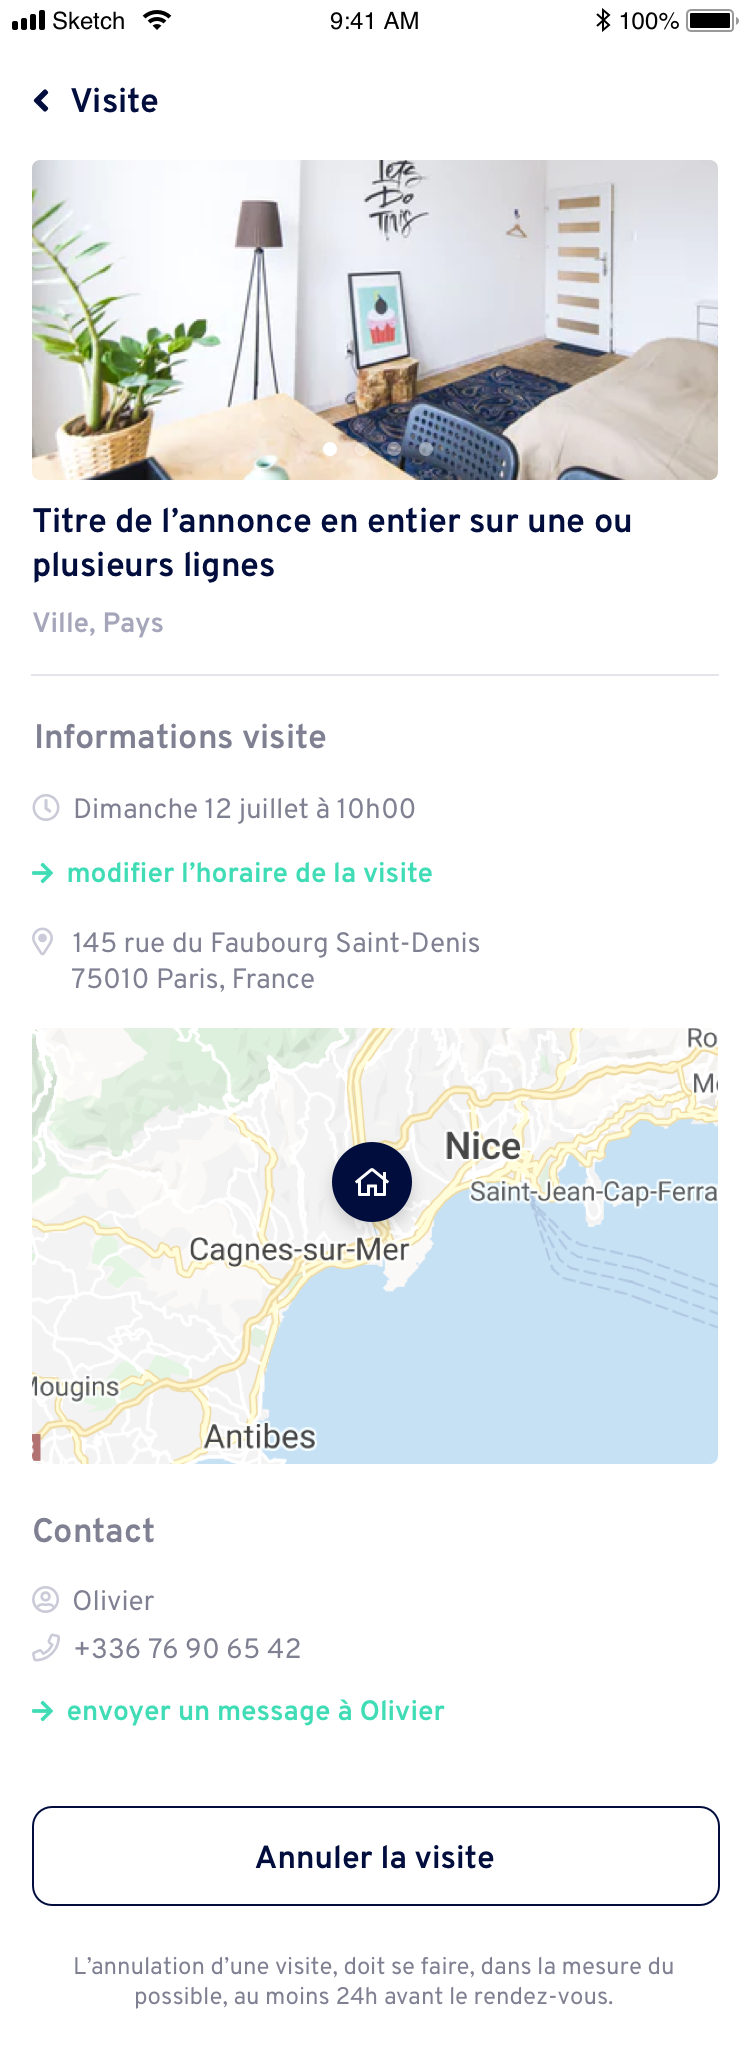 Sketch 9:41 AM 100%
Visite
Lets
Do
This
Titre de l’annonce en entier sur une ou
plusieurs lignes
Ville, Pays
Informations visite
Dimanche 12 juillet à 10h00
modifier l’horaire de la visite
145 rue du Faubourg Saint-Denis
75010 Paris, France
Ro
Nice
Saint-Jean-Cap-Ferra
Cagnes-sur-Mer
Mougins
Antibes
Contact
Olivier
+336 76 90 65 42
envoyer un message à Olivier
Annuler la visite
L’annulation d’une visite, doit se faire, dans la mesure du
possible, au moins 24h avant le rendez-vous.